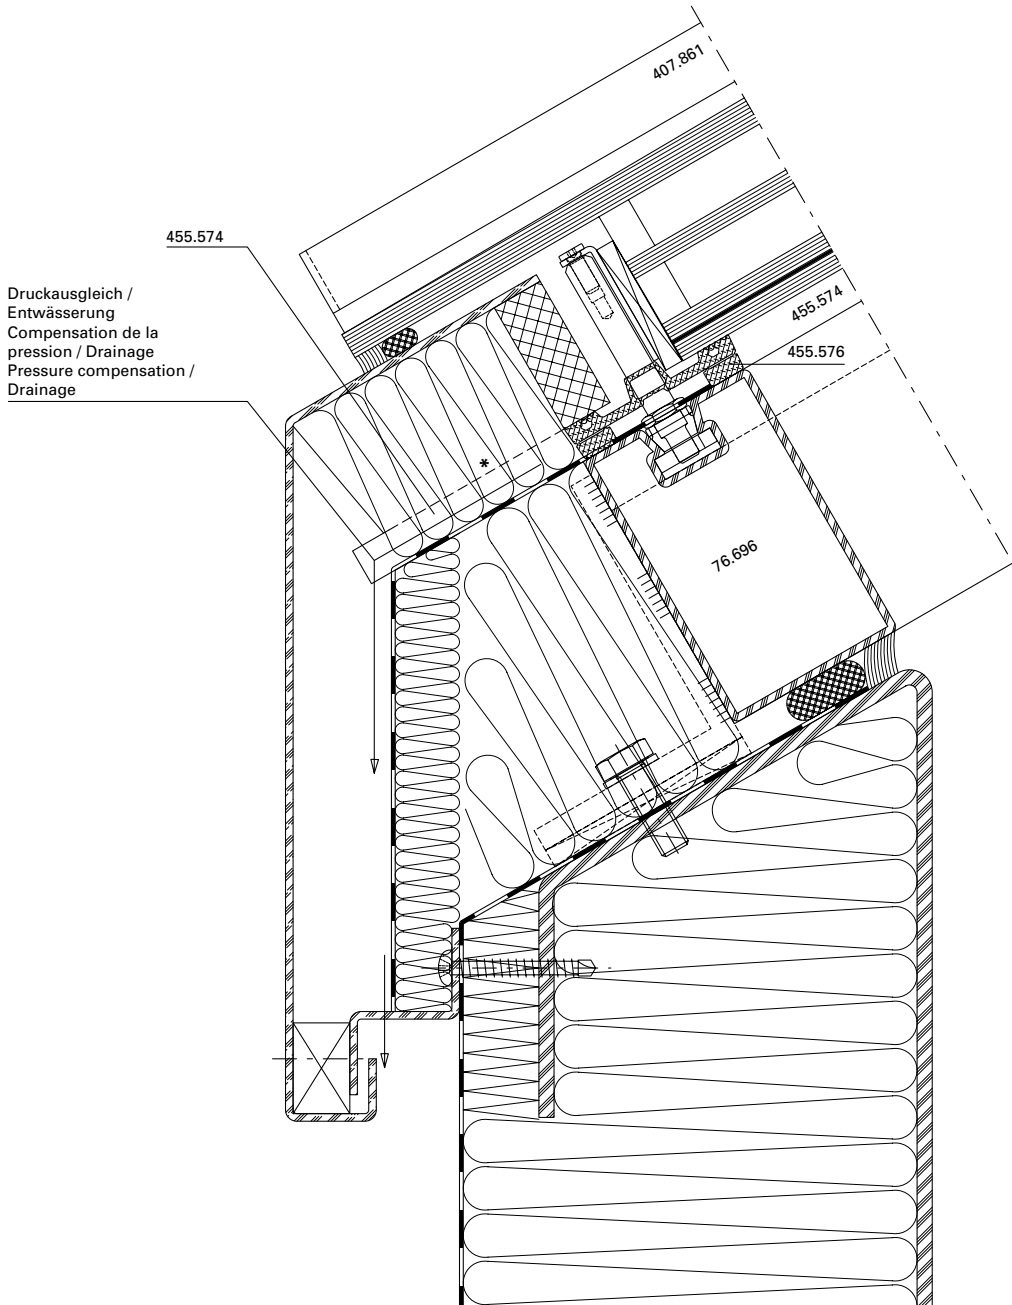 407.861
455.574
Druckausgleich /
Entwässerung
Compensation de la
pression / Drainage
Pressure compensation /
Drainage
455.574
455.576
*
76.696